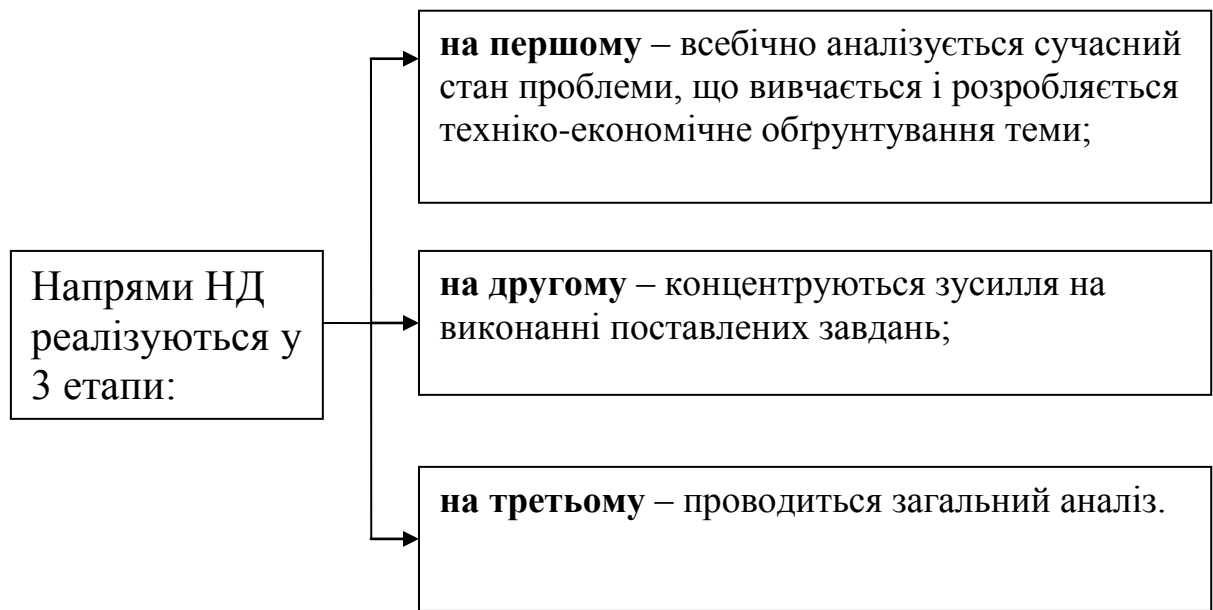 на першому – всебічно аналізується сучасний
стан проблеми, що вивчається і розробляється
техніко-економічне обґрунтування теми;
Напрями НД
реалізуються у
3 етапи:
на другому – концентруються зусилля на
виконанні поставлених завдань;
на третьому – проводиться загальний аналіз.